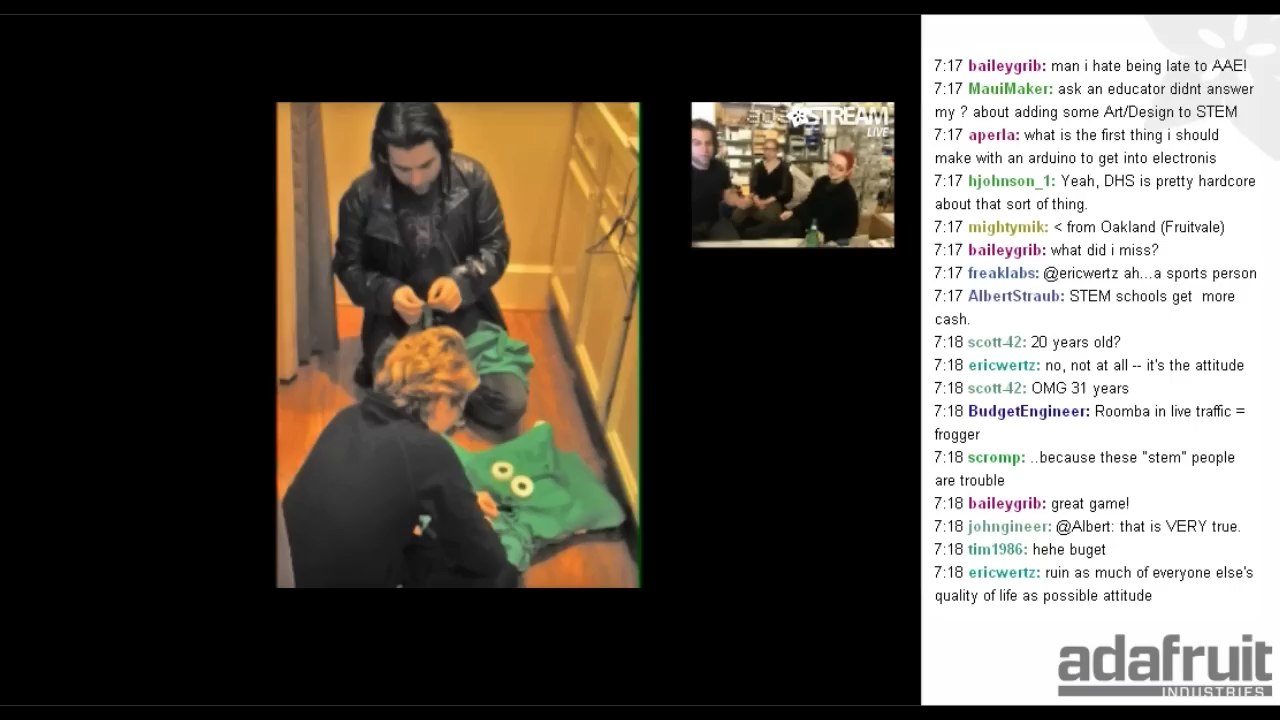 STREAM
LIVE
7:17 baileygrib: man i hate being late to AAE!
7:17 MauiMaker: ask an educator didnt answer
my ? about adding some Art/Design to STEM
7:17 aperla: what is the first thing i should
make with an arduino to get into electronis
7:17 hjohnson_1: Yeah, DHS is pretty hardcore
about that sort of thing.
7:17 mightymik: < from Oakland (Fruitvale)
7:17 baileygrib: what did i miss?
7:17 freaklabs: @ericwertz ah...a sports person
7:17 AlbertStraub: STEM schools get more
cash.
7:18 scott-42: 20 years old?
7:18 ericwertz: no, not at all -- it's the attitude
7:18 scott-42: OMG 31 years
7:18 BudgetEngineer: Roomba in live traffic =
frogger
7:18 scromp: ..because these "stem" people
are trouble
7:18 baileygrib: great game!
7:18 johngineer: @Albert: that is VERY true.
7:18 tim1986: hehe buget
7:18 ericwertz: ruin as much of everyone else's
quality of life as possible attitude
adafruit
INDUSTRIES